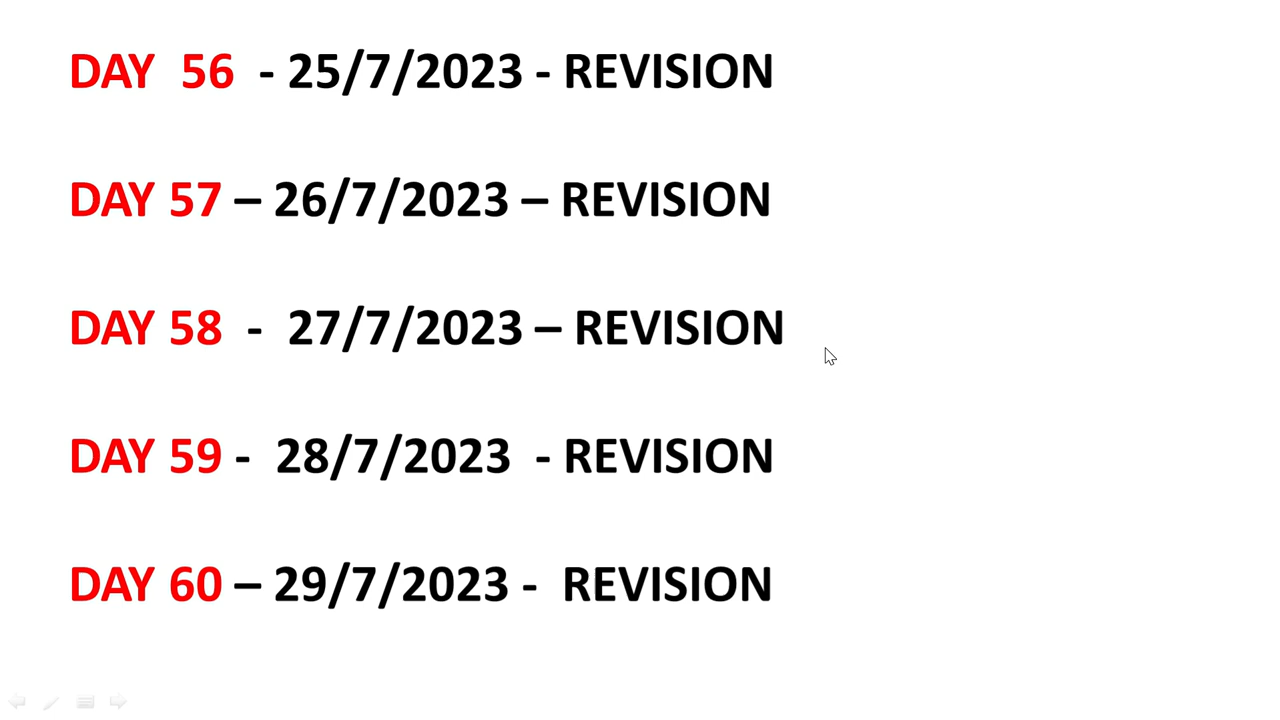 DAY  56  - 25/7/2023 - REVISION
DAY 57 – 26/7/2023 – REVISION
DAY 58  -  27/7/2023 – REVISION
DAY 59 -  28/7/2023  - REVISION
DAY 60 – 29/7/2023 -  REVISION